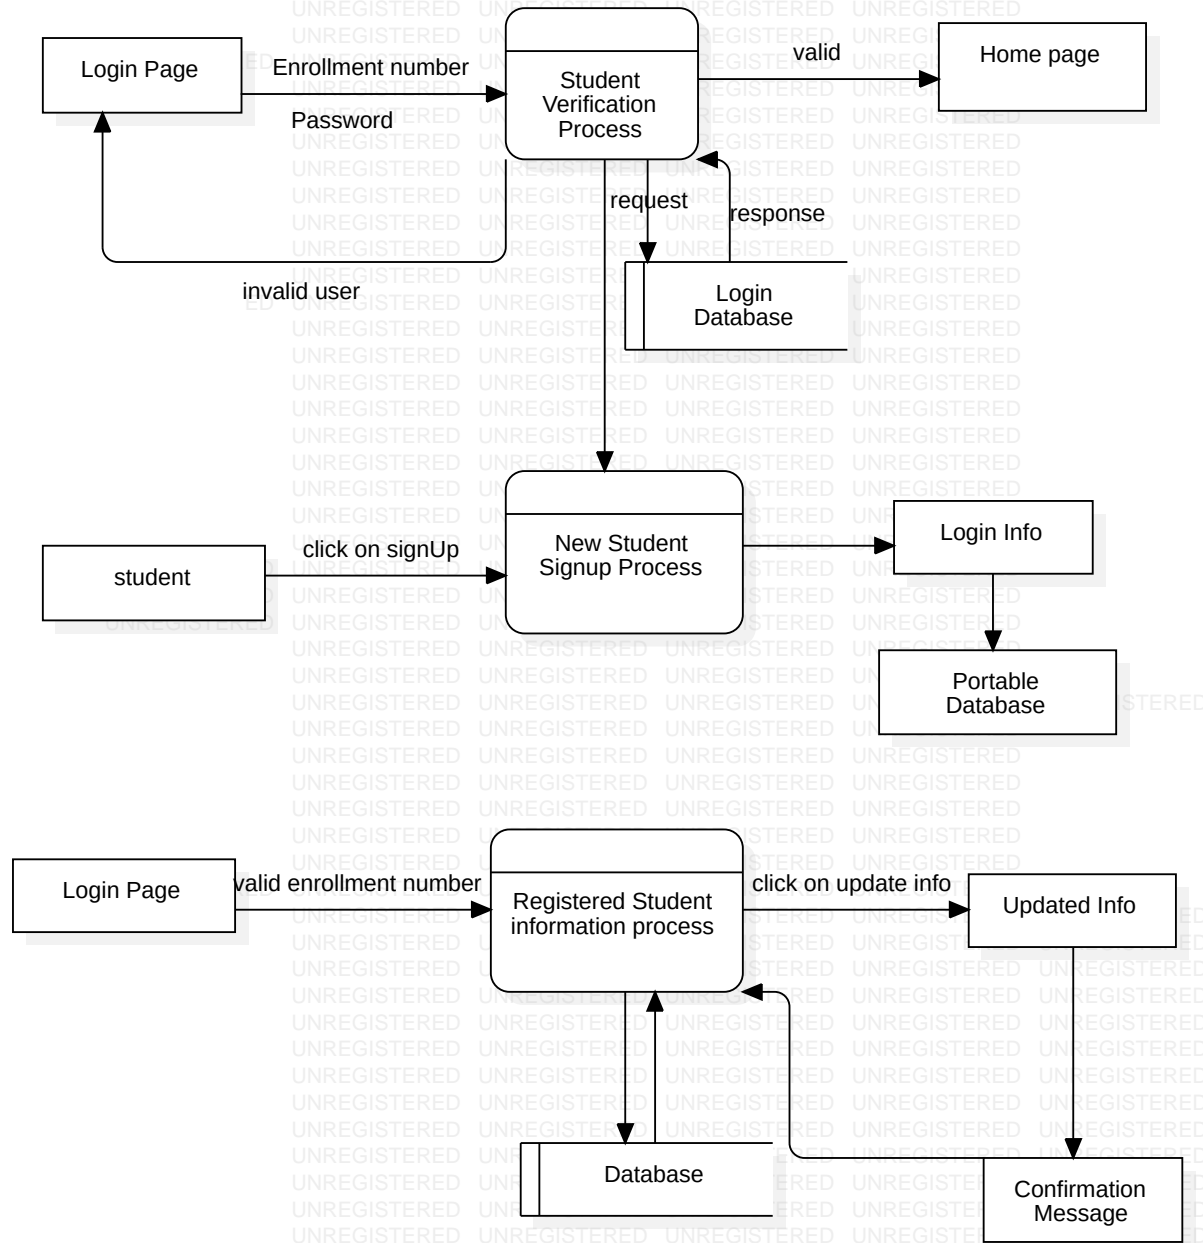 Login Page
Enrollment number
Password
Student
Verification
Process
valid
Home page
request
response
invalid user
Login
Database
student
click on signUp
New Student
Signup Process
Login Info
Portable
Database
Login Page
valid enrollment number
Registered Student
information process
click on update info
Updated Info
Database
Confirmation
Message
UNREGISTERED